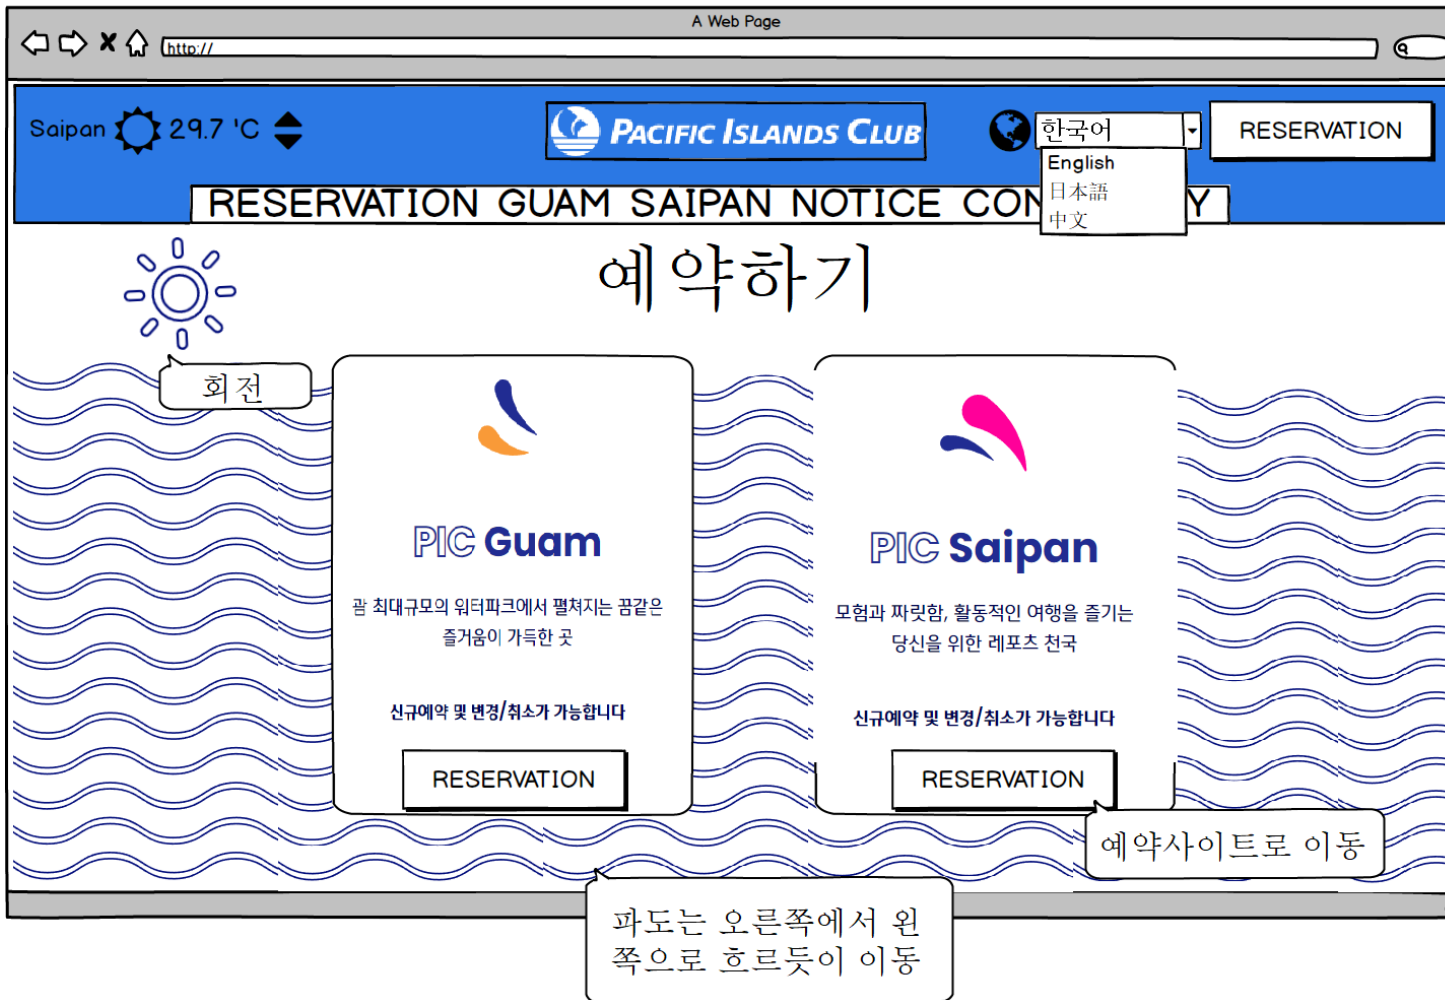 A Web Page
http://
Saipan 29.7 'C
PACIFIC ISLANDS CLUB
한국어
RESERVATION
English
日本語
中文
RESERVATION GUAM SAIPAN NOTICE CON Y
예약하기
회전
PIC Guam
괌 최대규모의 워터파크에서 펼쳐지는 꿈같은
즐거움이 가득한 곳
신규예약 및 변경/취소가 가능합니다
RESERVATION
PIC Saipan
모험과 짜릿함, 활동적인 여행을 즐기는
당신을 위한 레포츠 천국
신규예약 및 변경/취소가 가능합니다
RESERVATION
예약사이트로 이동
파도는 오른쪽에서 왼
쪽으로 흐르듯이 이동